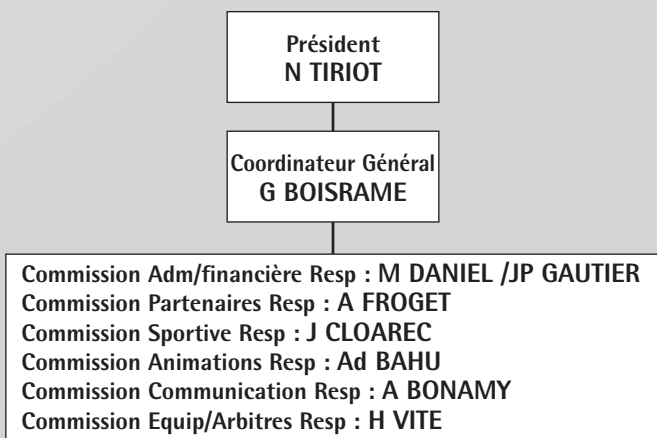 Président
N TIRIOT
Coordinateur Général
G BOISRAME
Commission Adm/financière Resp : M DANIEL /JP GAUTIER
Commission Partenaires Resp : A FROGET
Commission Sportive Resp : J CLOAREC
Commission Animations Resp : Ad BAHU
Commission Communication Resp : A BONAMY
Commission Equip/Arbitres Resp : H VITE